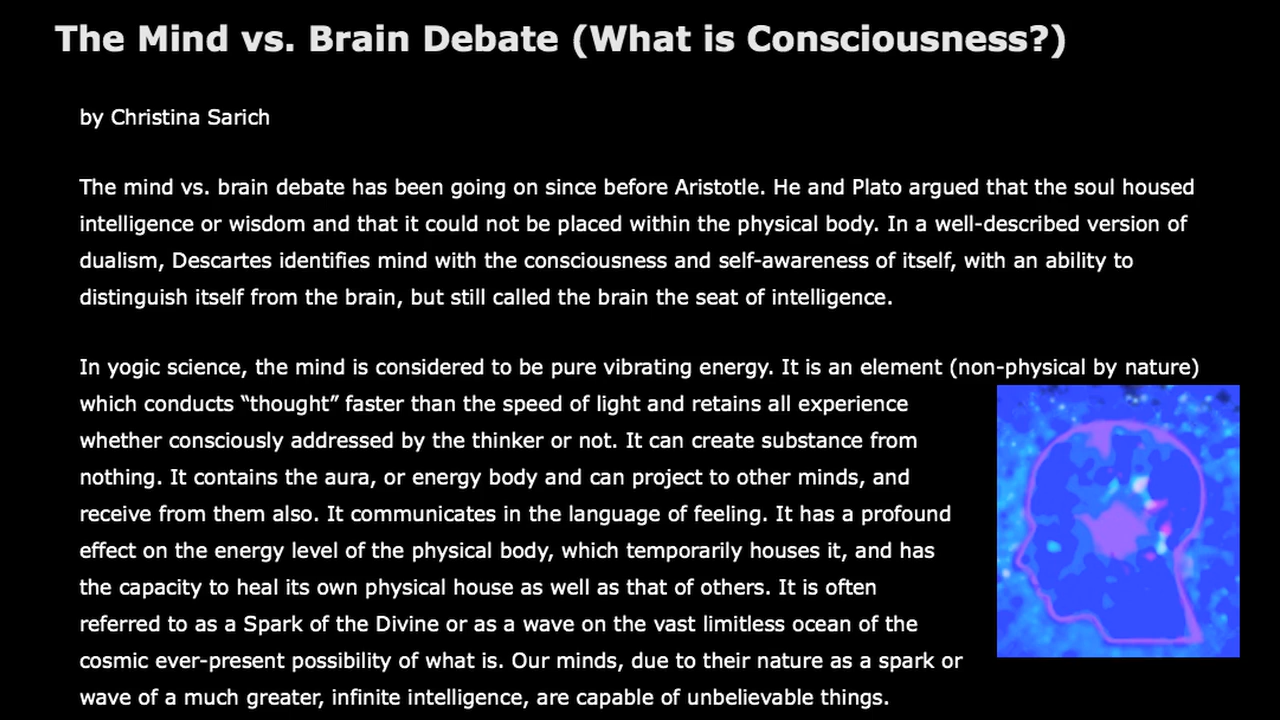 The Mind vs. Brain Debate (What is Consciousness?)
by Christina Sarich
The mind vs. brain debate has been going on since before Aristotle. He and Plato argued that the soul housed
intelligence or wisdom and that it could not be placed within the physical body. In a well-described version of
dualism, Descartes identifies mind with the consciousness and self-awareness of itself, with an ability to
distinguish itself from the brain, but still called the brain the seat of intelligence.
In yogic science, the mind is considered to be pure vibrating energy. It is an element (non-physical by nature)
which conducts “thought” faster than the speed of light and retains all experience
whether consciously addressed by the thinker or not. It can create substance from
nothing. It contains the aura, or energy body and can project to other minds, and
receive from them also. It communicates in the language of feeling. It has a profound
effect on the energy level of the physical body, which temporarily houses it, and has
the capacity to heal its own physical house as well as that of others. It is often
referred to as a Spark of the Divine or as a wave on the vast limitless ocean of the
cosmic ever-present possibility of what is. Our minds, due to their nature as a spark or
wave of a much greater, infinite intelligence, are capable of unbelievable things.